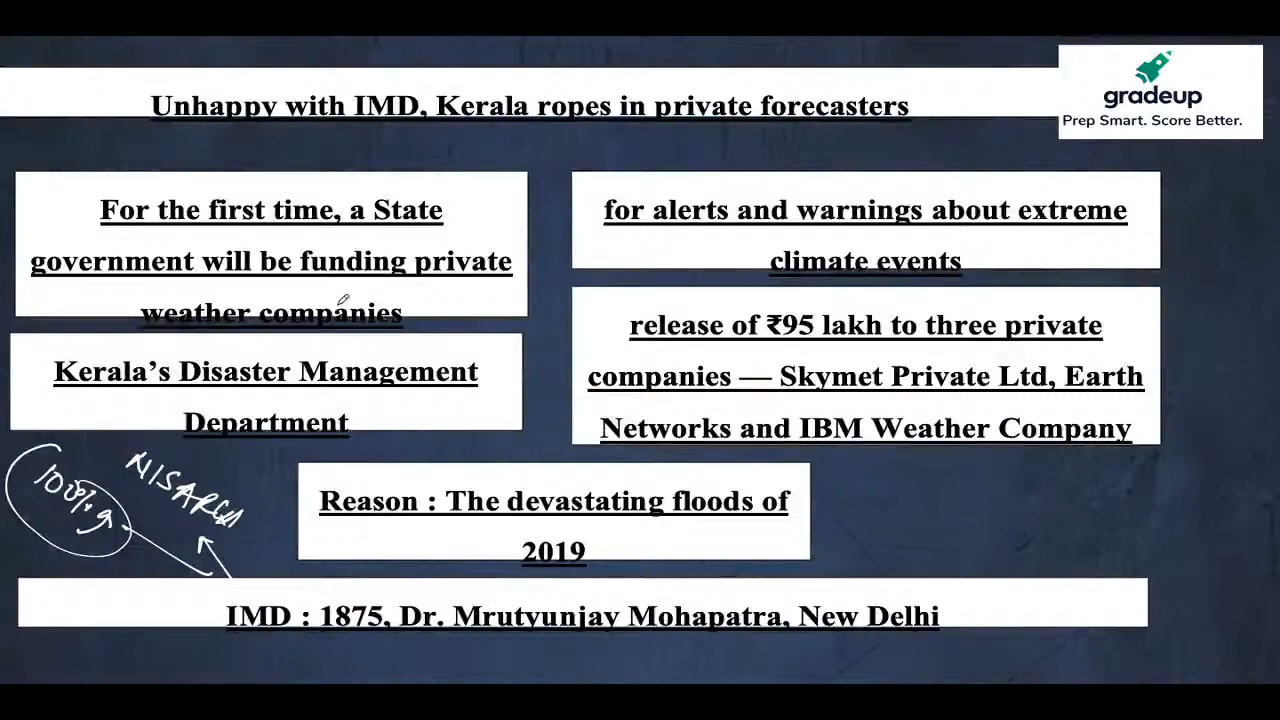 gradeup
Prep Smart. Score Better.
Unhappy with IMD, Kerala ropes in private forecasters
For the first time, a State
government will be funding private
weather companies
for alerts and warnings about extreme
climate events
Kerala’s Disaster Management
Department
release of ₹95 lakh to three private
companies — Skymet Private Ltd, Earth
Networks and IBM Weather Company
NISARGA
Reason : The devastating floods of
2019
IMD : 1875, Dr. Mrutyunjay Mohapatra, New Delhi